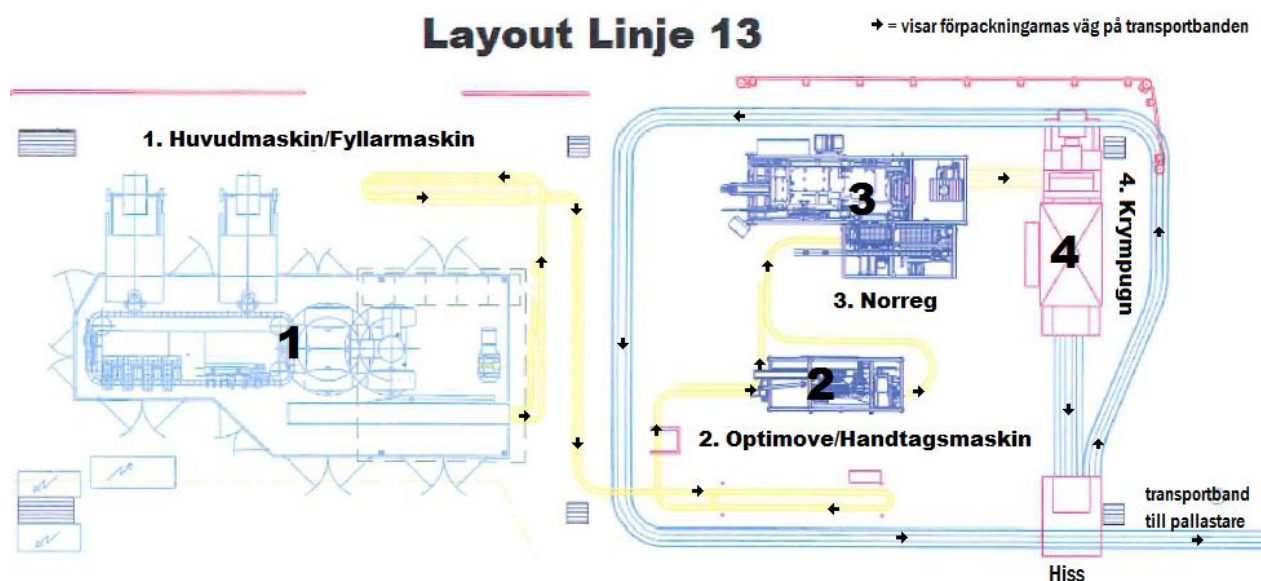 Layout Linje 13
→ = visar förpackningarnas väg på transportbanden
1. Huvudmaskin/Fyllarmaskin
1
3
3. Norreg
4
4. Krympugn
2
2. Optimove/Handtagsmaskin
transportband
till pallastare
Hiss